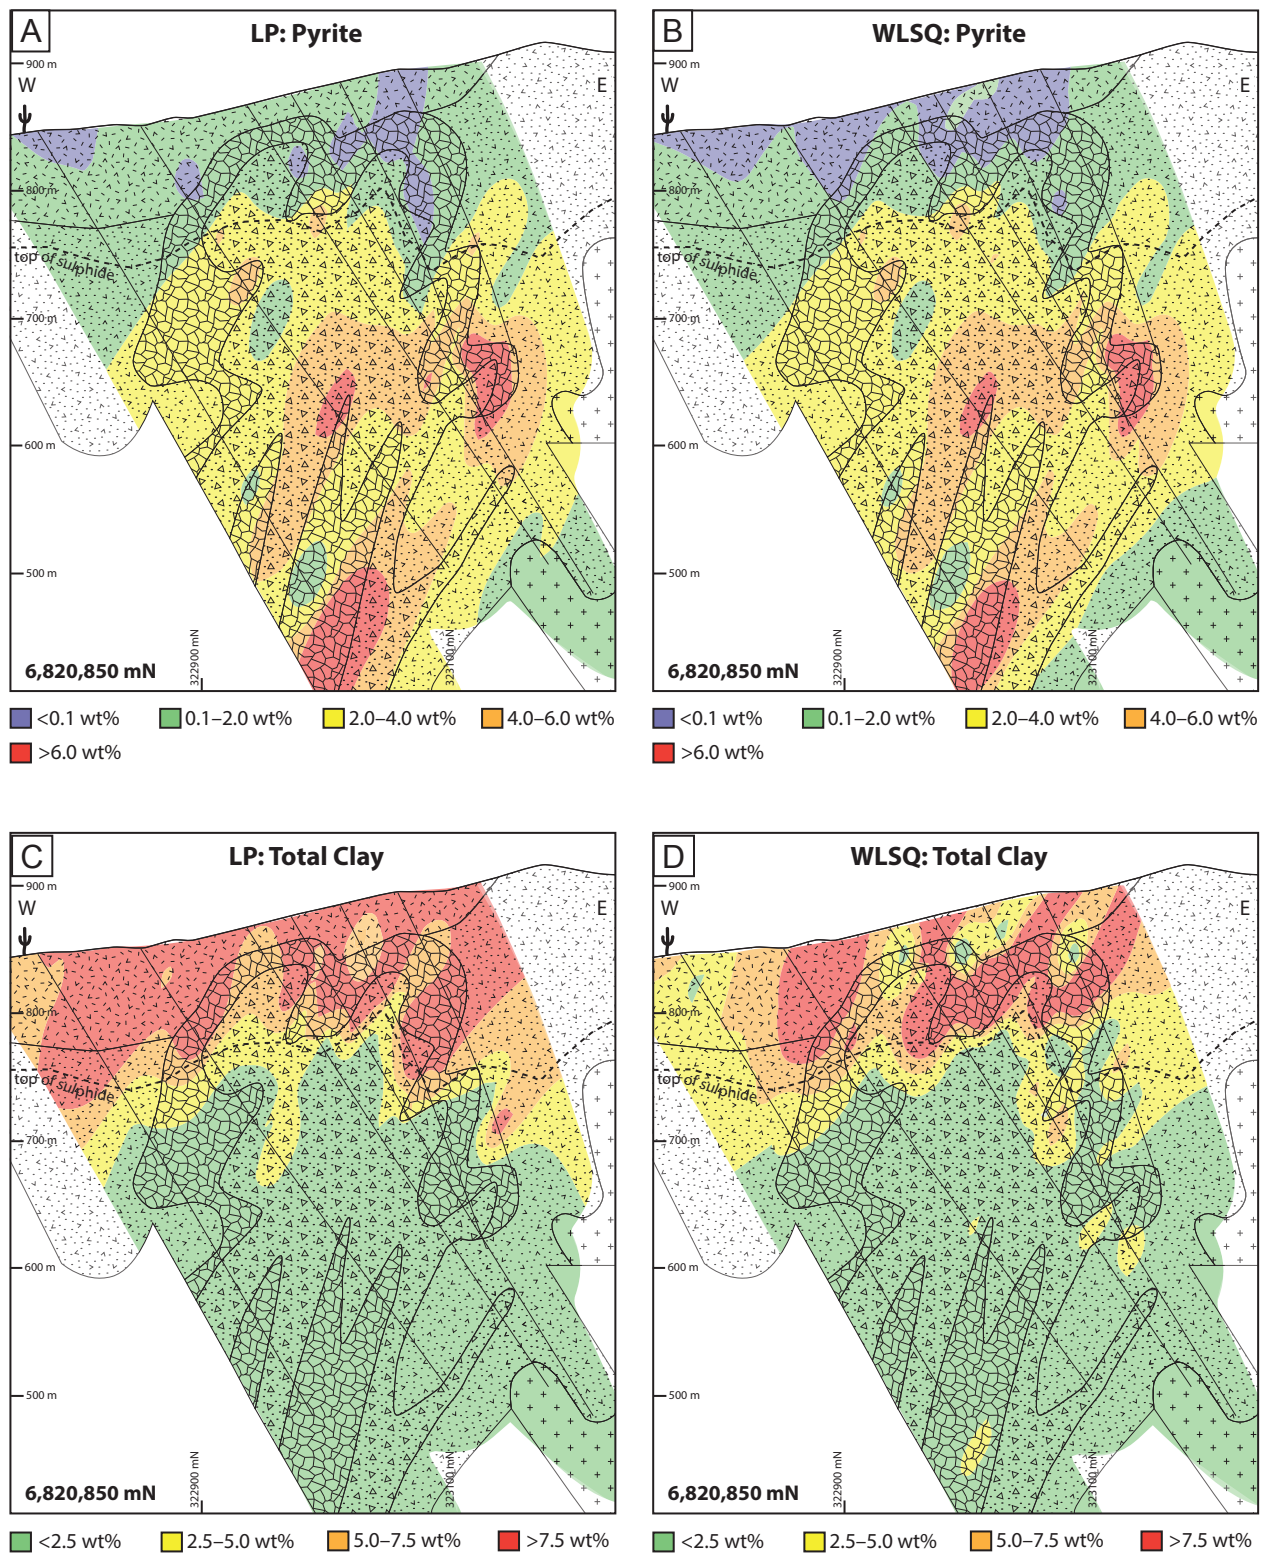 A
LP: Pyrite
900 m
W
E
800 m
top of sulphide
700 m
600 m
500 m
322900 mN
323100 mN
6,820,850 mN
<0.1 wt%
0.1–2.0 wt%
2.0–4.0 wt%
4.0–6.0 wt%
>6.0 wt%
B
WLSQ: Pyrite
900 m
W
E
800 m
top of sulphide
700 m
600 m
500 m
322900 mN
323100 mN
6,820,850 mN
<0.1 wt%
0.1–2.0 wt%
2.0–4.0 wt%
4.0–6.0 wt%
>6.0 wt%
C
LP: Total Clay
900 m
W
E
800 m
top of sulphide
700 m
600 m
500 m
322900 mN
323100 mN
6,820,850 mN
<2.5 wt%
2.5–5.0 wt%
5.0–7.5 wt%
>7.5 wt%
D
WLSQ: Total Clay
900 m
W
E
800 m
top of sulphide
700 m
600 m
500 m
322900 mN
323100 mN
6,820,850 mN
<2.5 wt%
2.5–5.0 wt%
5.0–7.5 wt%
>7.5 wt%